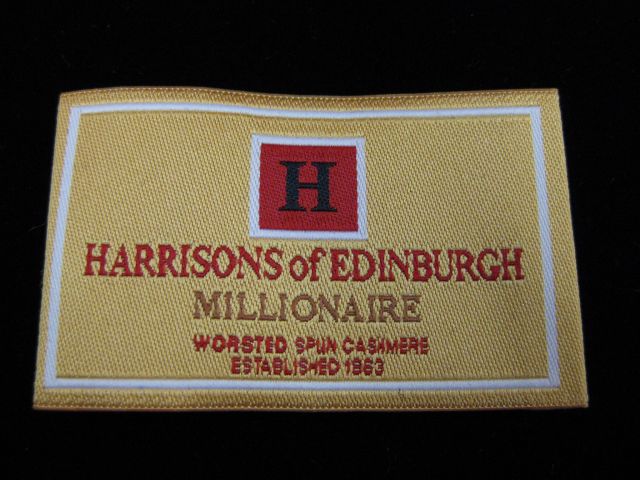 H
HARRISONS of EDINBURGH
MILLIONAIRE
WORSTED SPUN CASHMERE
ESTABLISHED 1863